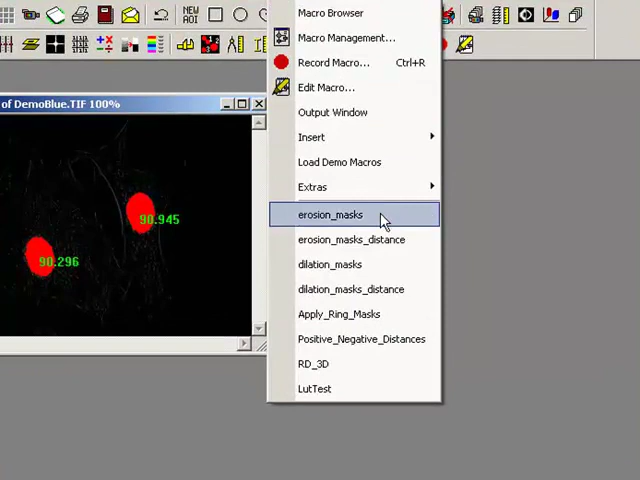 Macro Browser
Macro Management...
Record Macro... Ctrl+R
Edit Macro...
Output Window
Insert
Load Demo Macros
Extras
erosion_masks
erosion_masks_distance
dilation_masks
dilation_masks_distance
Apply_Ring_Masks
Positive_Negative_Distances
RD_3D
LutTest
NEW
AOI
of DemoBlue.TIF 100%
90.945
90.296